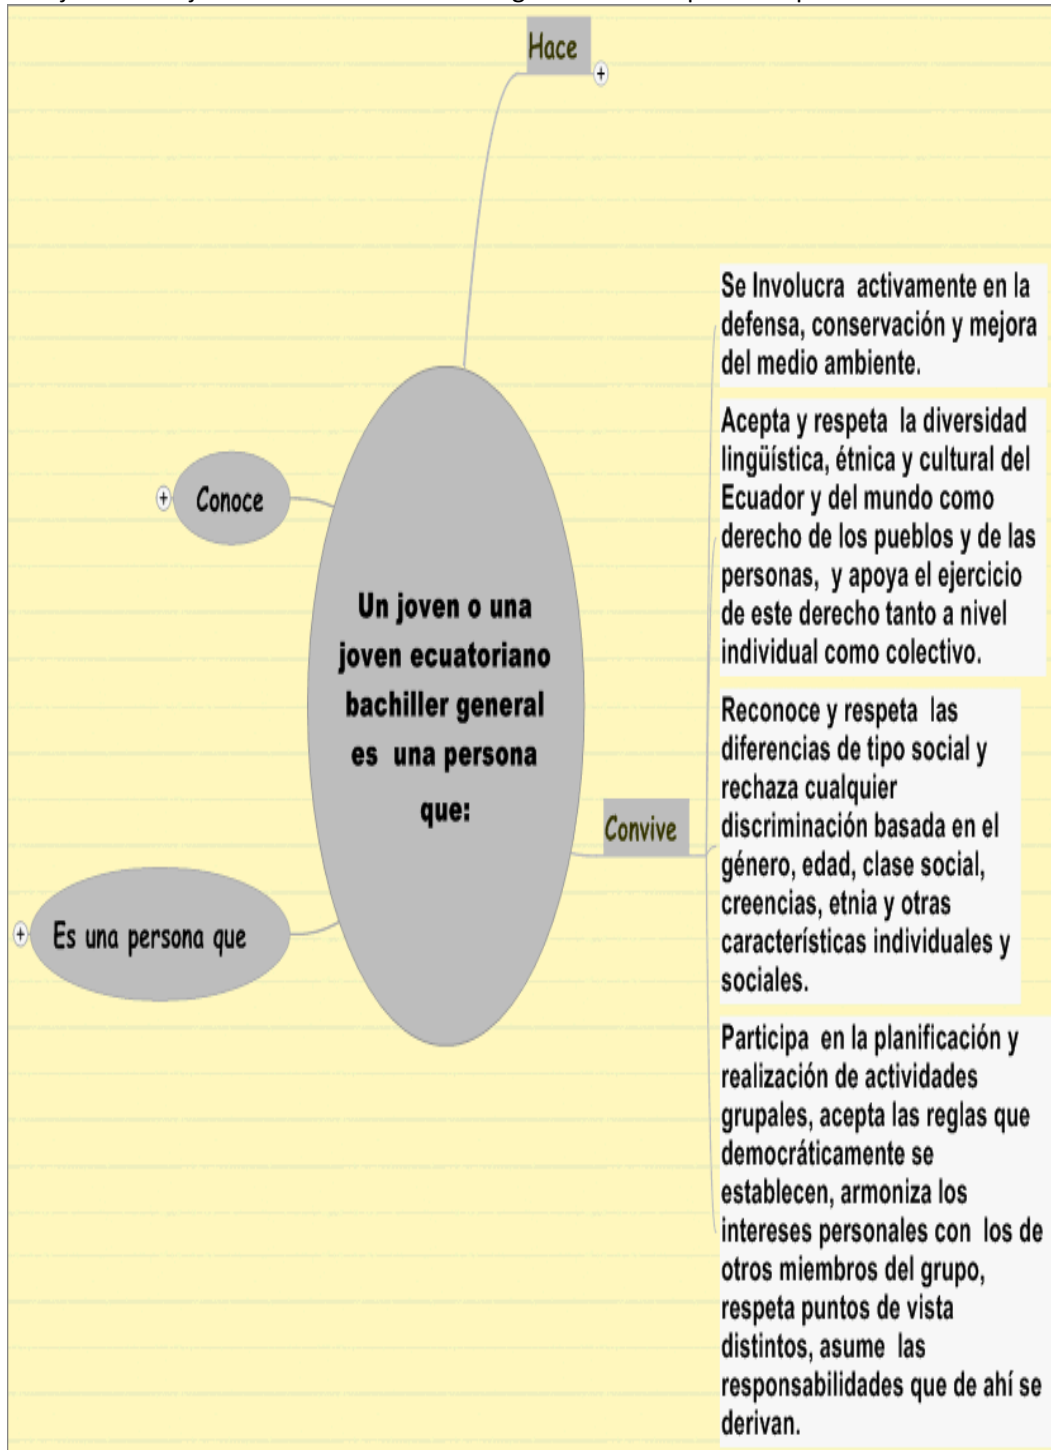 Hace
Conoce
Un joven o una
joven ecuatoriano
bachiller general
es una persona
que:
Convive
Es una persona que
Se Involucra activamente en la
defensa, conservación y mejora
del medio ambiente.
Acepta y respeta la diversidad
lingüística, étnica y cultural del
Ecuador y del mundo como
derecho de los pueblos y de las
personas, y apoya el ejercicio
de este derecho tanto a nivel
individual como colectivo.
Reconoce y respeta las
diferencias de tipo social y
rechaza cualquier
discriminación basada en el
género, edad, clase social,
creencias, etnia y otras
características individuales y
sociales.
Participa en la planificación y
realización de actividades
grupales, acepta las reglas que
democráticamente se
establecen, armoniza los
intereses personales con los de
otros miembros del grupo,
respeta puntos de vista
distintos, asume las
responsabilidades que de ahí se
derivan.